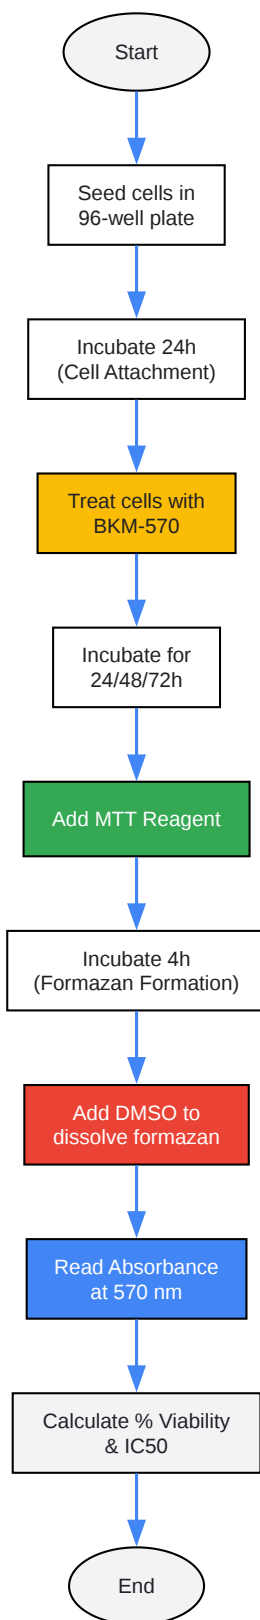 Start
Seed cells in
96-well plate
Incubate 24h
(Cell Attachment)
Treat cells with
BKM-570
Incubate for
24/48/72h
Add MTT Reagent
Incubate 4h
(Formazan Formation)
Add DMSO to
dissolve formazan
Read Absorbance
at 570 nm
Calculate % Viability
& IC50
End